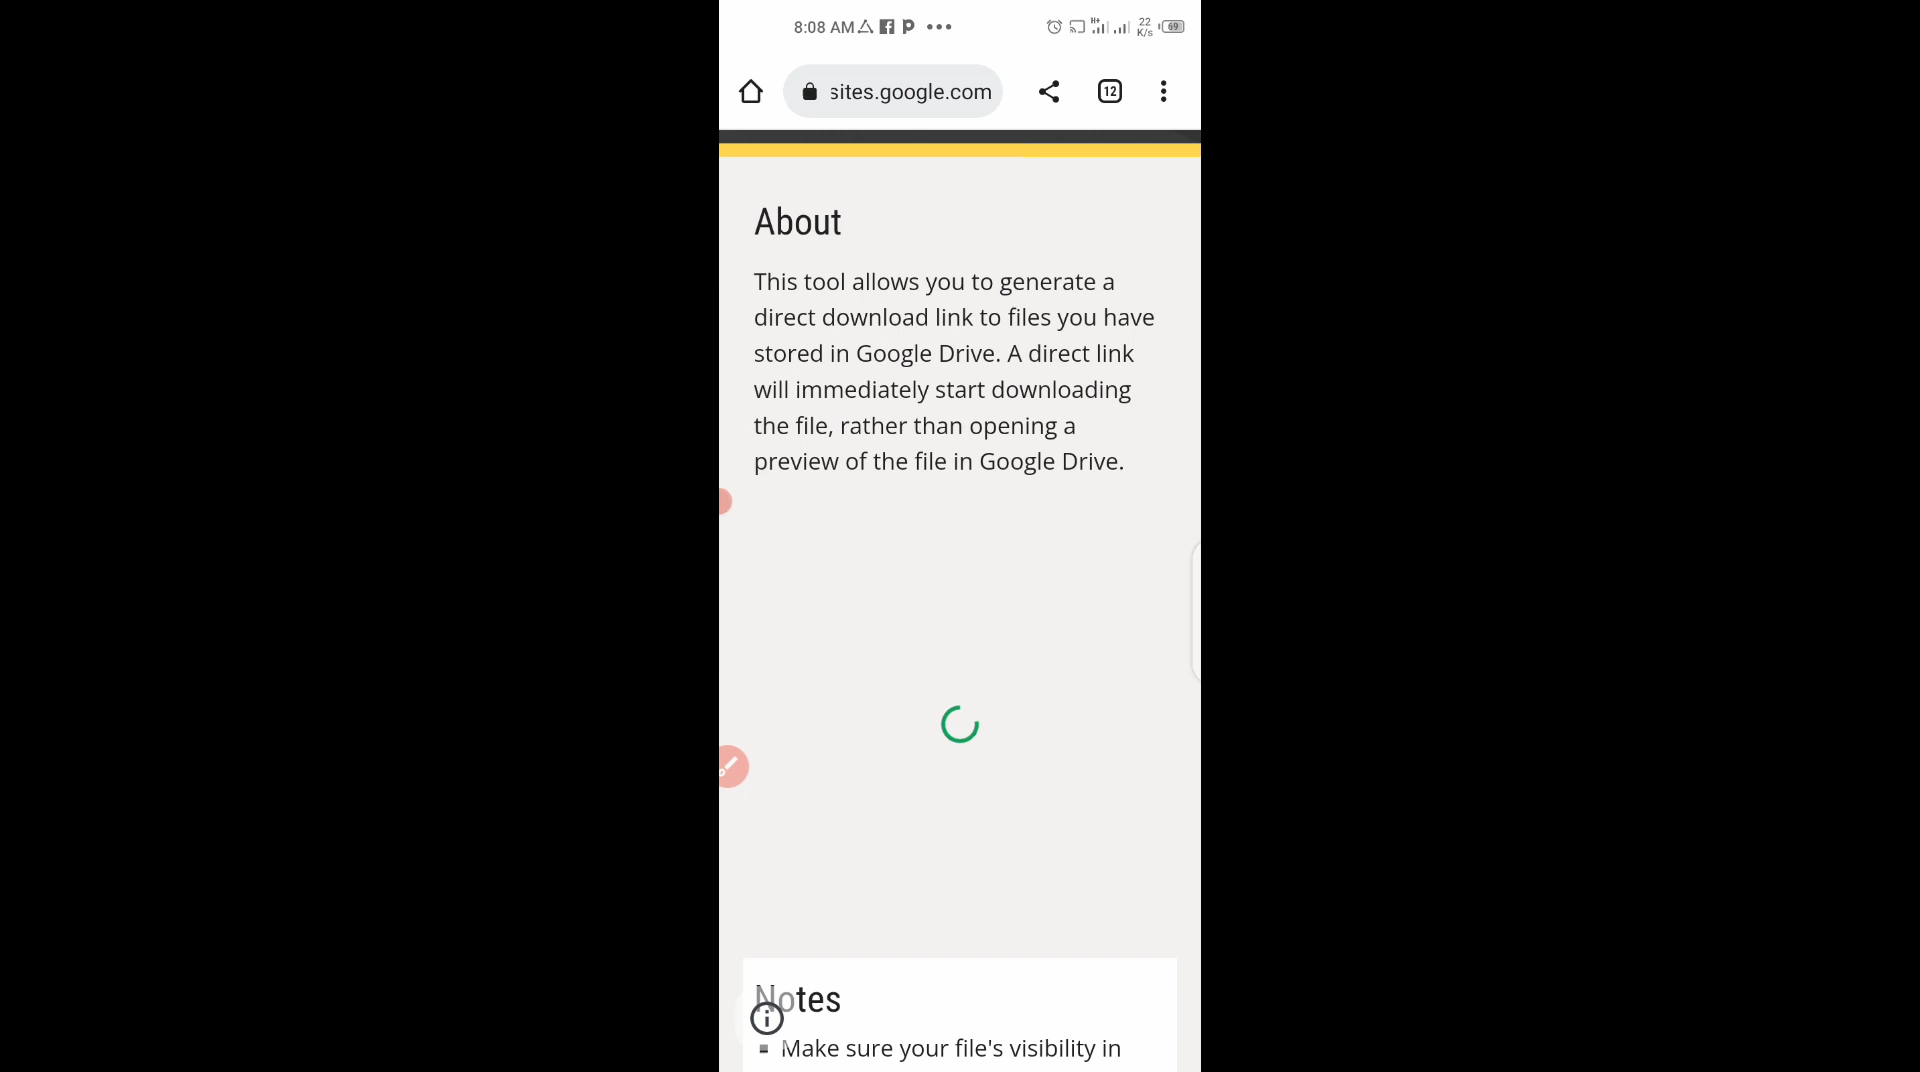 8:08 AM
H+
22
K/s
69
sites.google.com
12
About
This tool allows you to generate a
direct download link to files you have
stored in Google Drive. A direct link
will immediately start downloading
the file, rather than opening a
preview of the file in Google Drive.
Notes
Make sure your file's visibility in